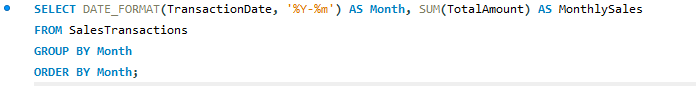 SELECT DATE_FORMAT(TransactionDate, '%Y-%m') AS Month, SUM(TotalAmount) AS MonthlySales
FROM SalesTransactions
GROUP BY Month
ORDER BY Month;